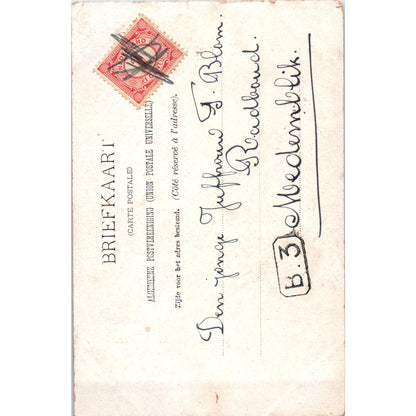 BRIEFKAART
(CARTE POSTALE)
ALGEMEENE POSTVEREENIGING (UNION POSTALE UNIVERSELLE)
Zijde voor het adres bestemd. (Côté réservé à l'adresse).
Den jonge Juffrouw F. Blom.
Radboud.
Medemblik.
B.3